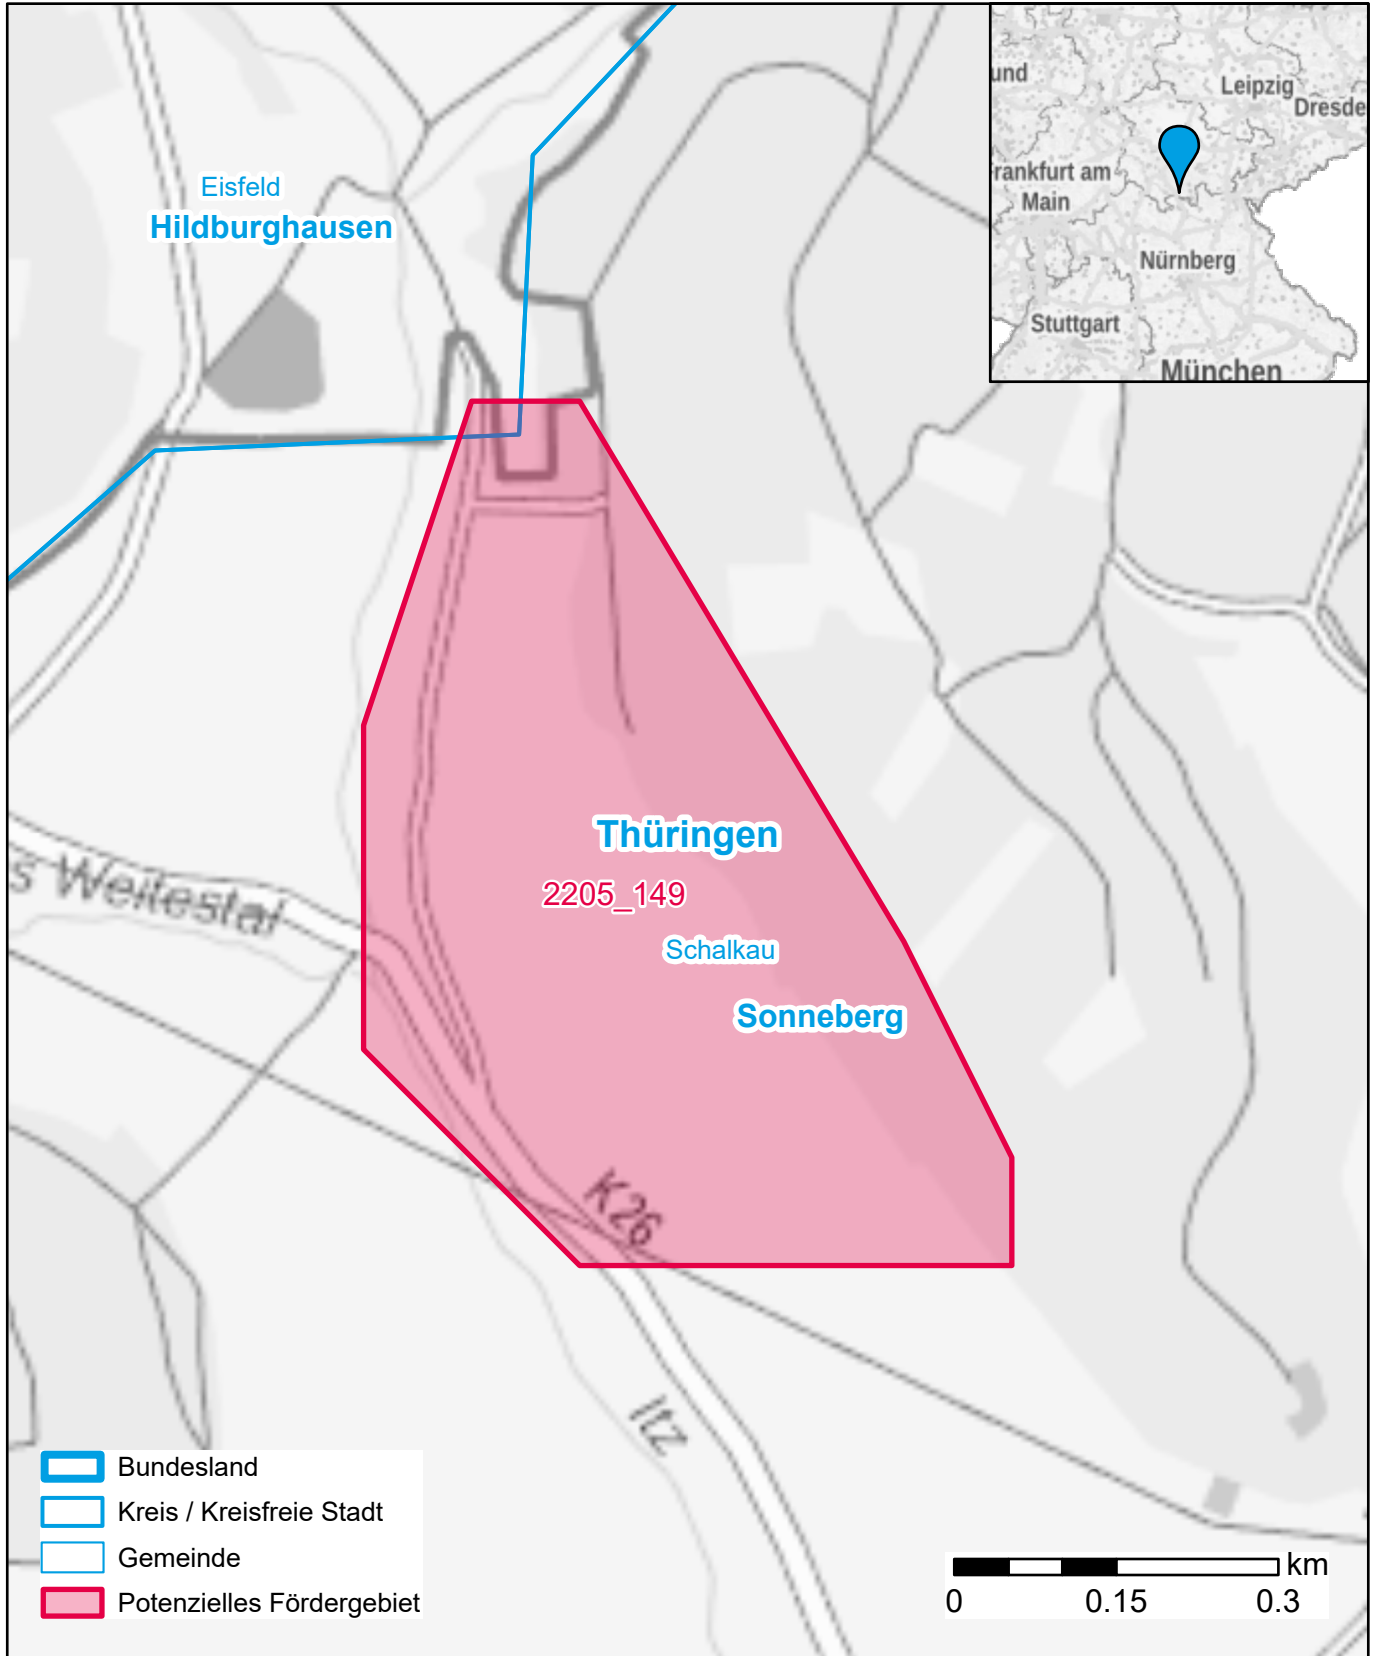 Eisfeld
Hildburghausen
und
Leipzig
Dresde
rankfurt am
Main
Nürnberg
Stuttgart
München
Thüringen
2205_149
Schalkau
Sonneberg
s Weitestal
K26
Itz
Bundesland
Kreis / Kreisfreie Stadt
Gemeinde
Potenzielles Fördergebiet
km
0 0.15 0.3